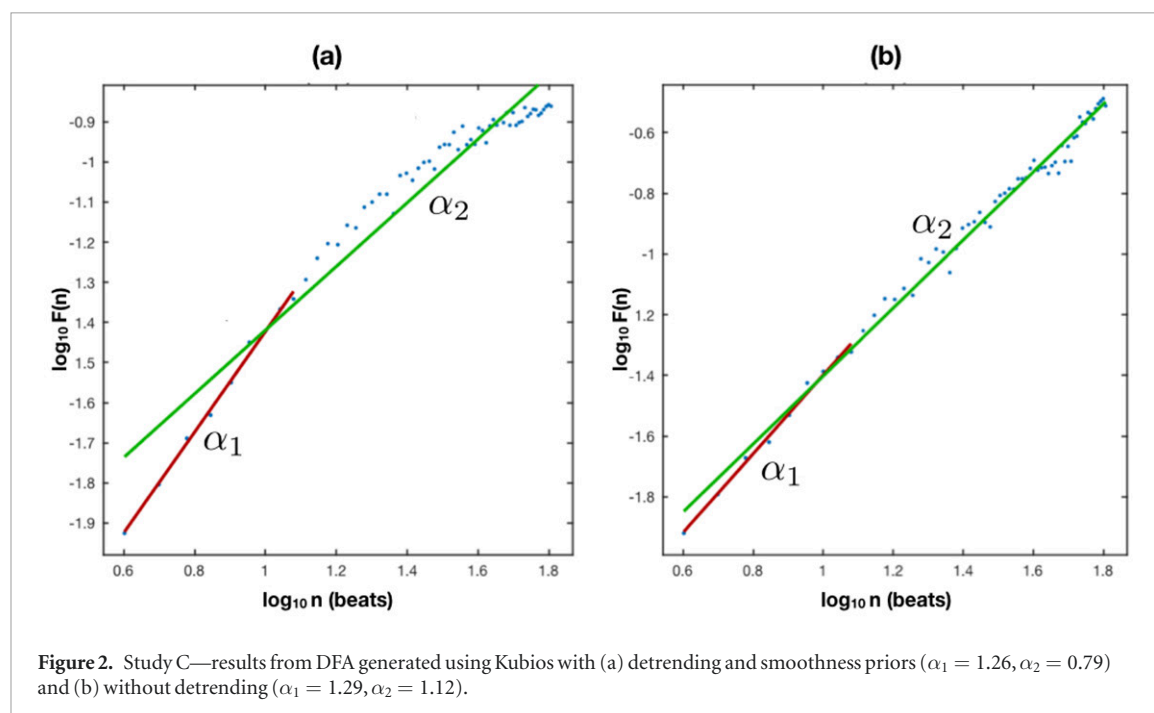 (a)
-0.9
-1
-1.1
-1.2
1.3
1.4
-1.5
-1.6
-1.7
-1.8
-1.9
log₁₀ F(n)
α₁
α₂
0.6 0.8 1 1.2 1.4 1.6 1.8
log₁₀ n (beats)
(b)
-0.6
-0.8
-1
1.2
-1.4
-1.6
-1.8
log₁₀ F(n)
α₁
α₂
0.6 0.8 1 1.2 1.4 1.6 1.8
log₁₀ n (beats)
Figure 2. Study C—results from DFA generated using Kubios with (a) detrending and smoothness priors (α₁ = 1.26, α₂ = 0.79)
and (b) without detrending (α₁ = 1.29, α₂ = 1.12).